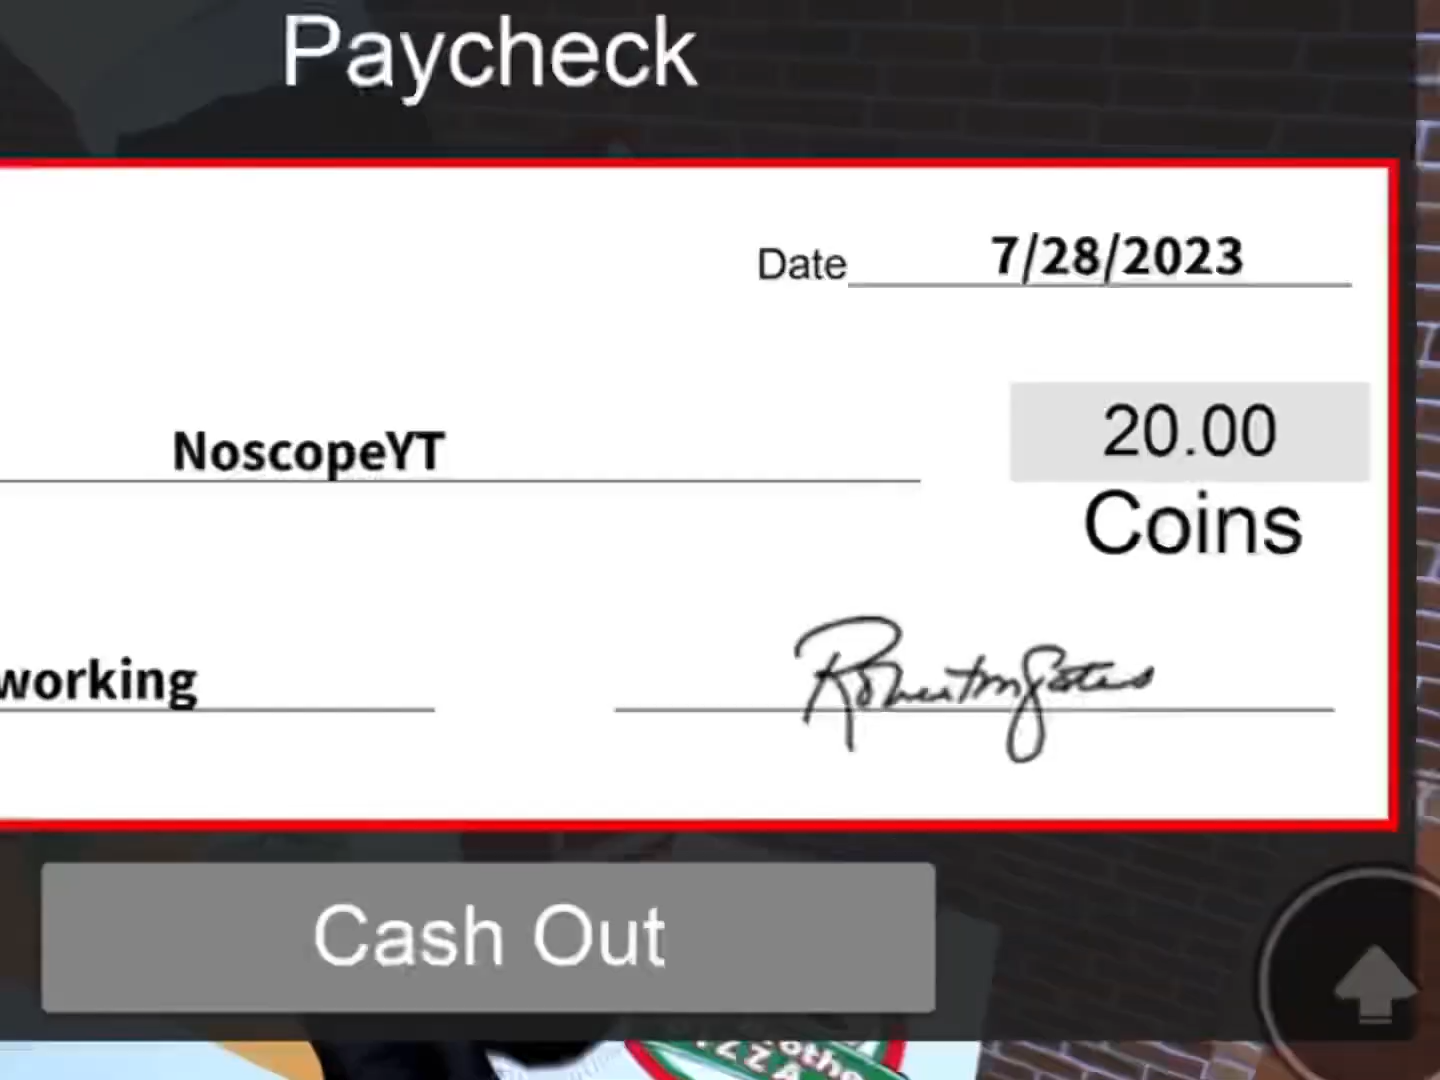 Paycheck
Date 7/28/2023
NoscopeYT
20.00
Coins
working
Cash Out